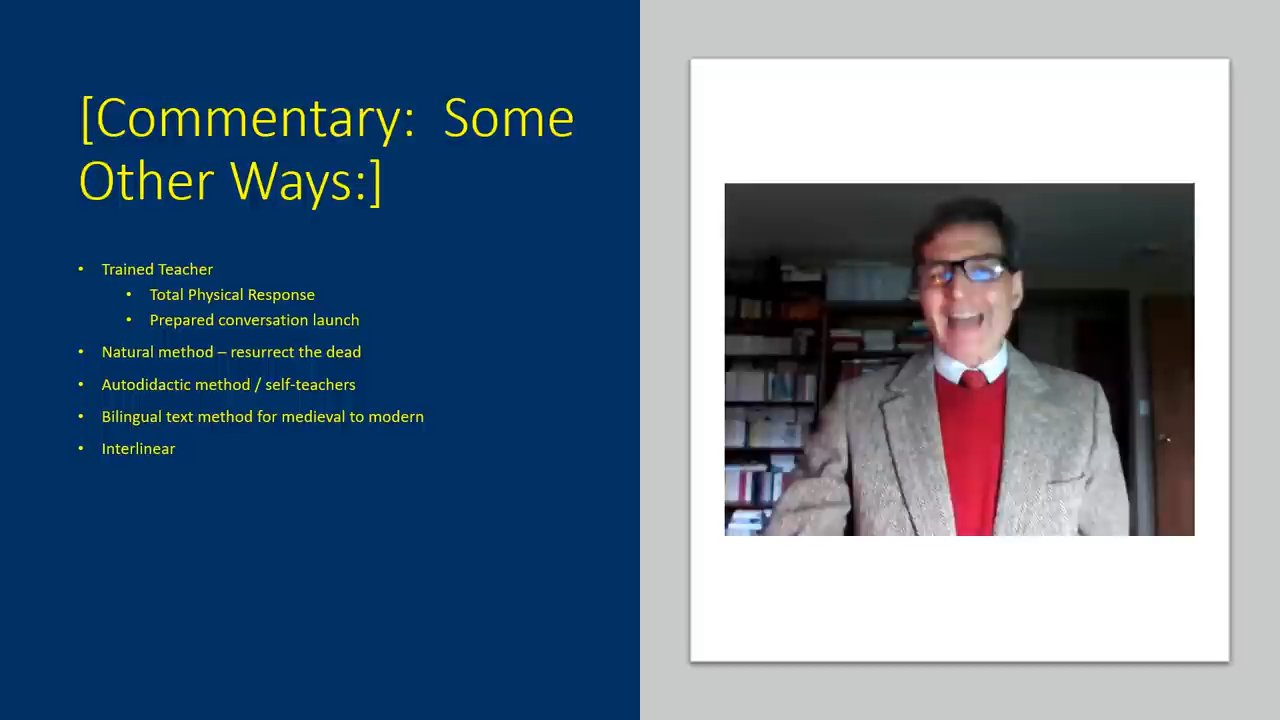 [Commentary:  Some
Other Ways:]
• Trained Teacher
• Total Physical Response
• Prepared conversation launch
• Natural method – resurrect the dead
• Autodidactic method / self-teachers
• Bilingual text method for medieval to modern
• Interlinear